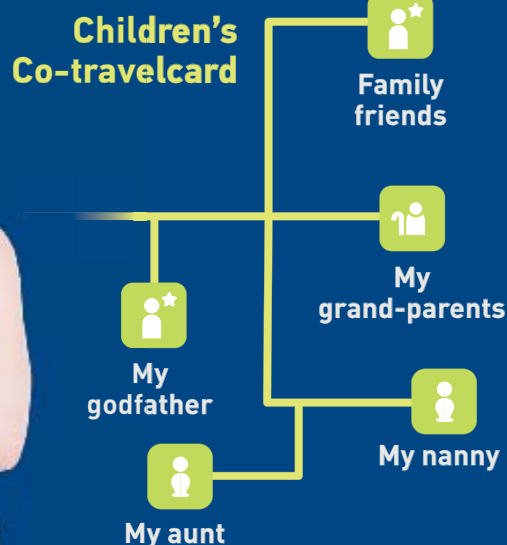 Children's
Co-travelcard
Family
friends
My
grand-parents
My
godfather
My nanny
My aunt